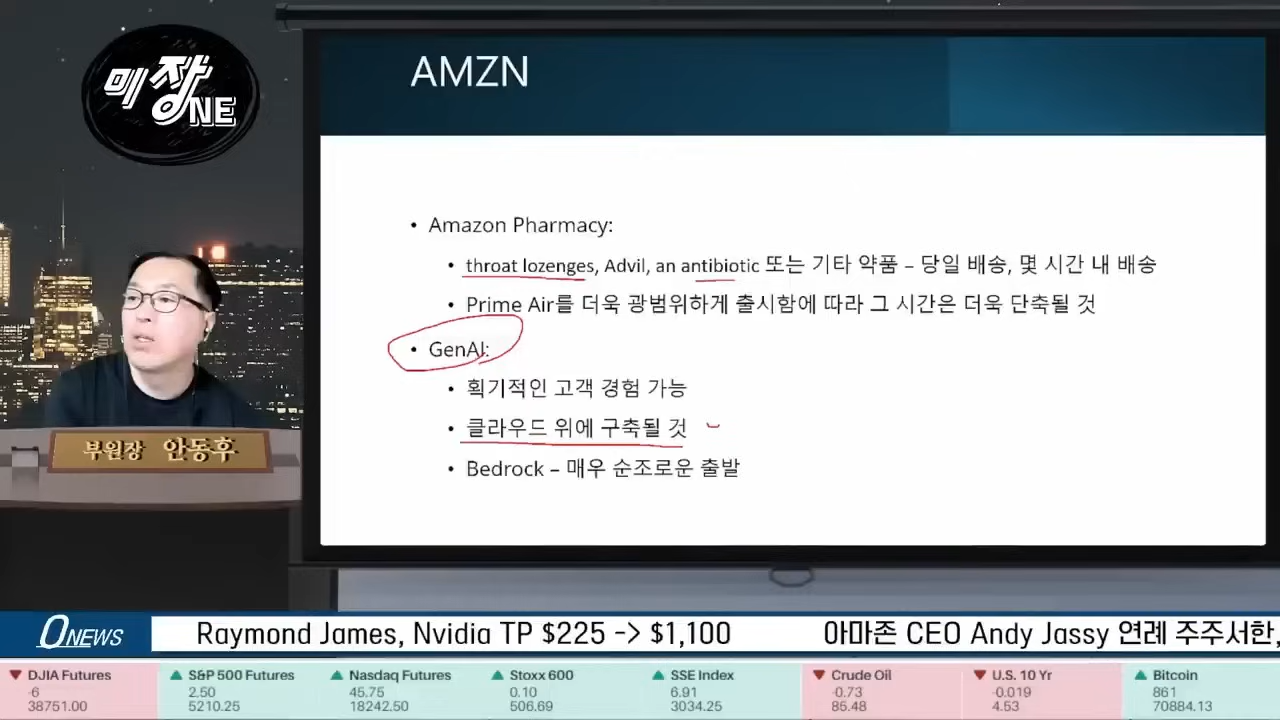 미장
ONE
AMZN
• Amazon Pharmacy:
• throat lozenges, Advil, an antibiotic 또는 기타 약품 – 당일 배송, 몇 시간 내 배송
• Prime Air를 더욱 광범위하게 출시함에 따라 그 시간은 더욱 단축될 것
• GenAI:
• 획기적인 고객 경험 가능
• 클라우드 위에 구축될 것
• Bedrock – 매우 순조로운 출발
부원장 안동후
O NEWS
Raymond James, Nvidia TP $225 -> $1,100 아마존 CEO Andy Jassy 연례 주주서한,
DJIA Futures
-6
38751.00
S&P 500 Futures
2.50
5210.25
Nasdaq Futures
45.75
18242.50
Stoxx 600
0.10
506.69
SSE Index
6.91
3034.25
Crude Oil
-0.73
85.48
U.S. 10 Yr
-0.019
4.53
Bitcoin
861
70884.13